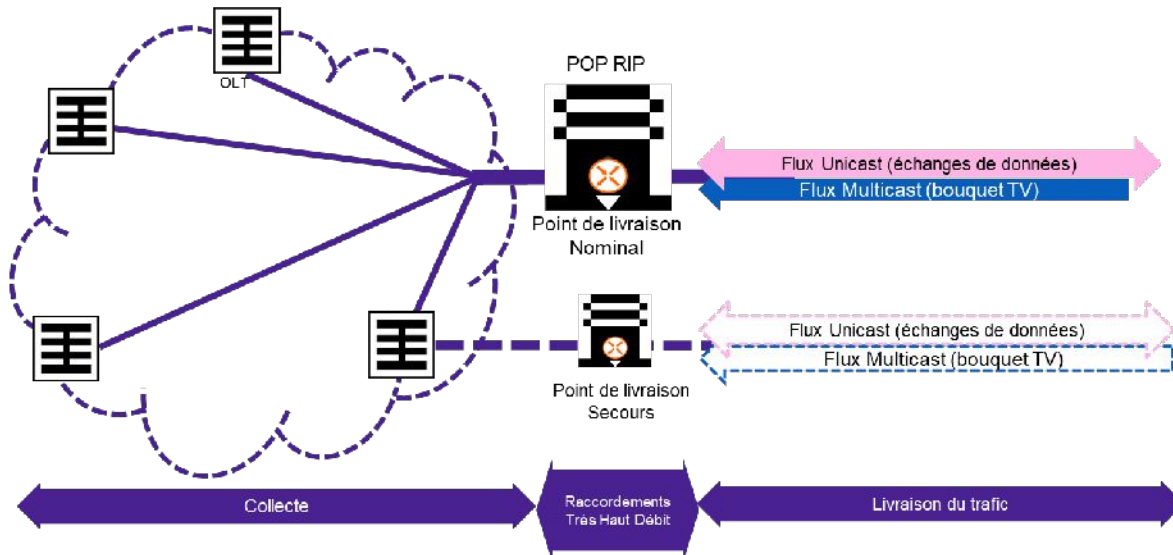 OLT
POP RIP
Flux Unicast (échanges de données)
Flux Multicast (bouquet TV)
Point de livraison
Nominal
Flux Unicast (échanges de données)
Flux Multicast (bouquet TV)
Point de livraison
Secours
Collecte
Raccordements
Très Haut Débit
Livraison du trafic